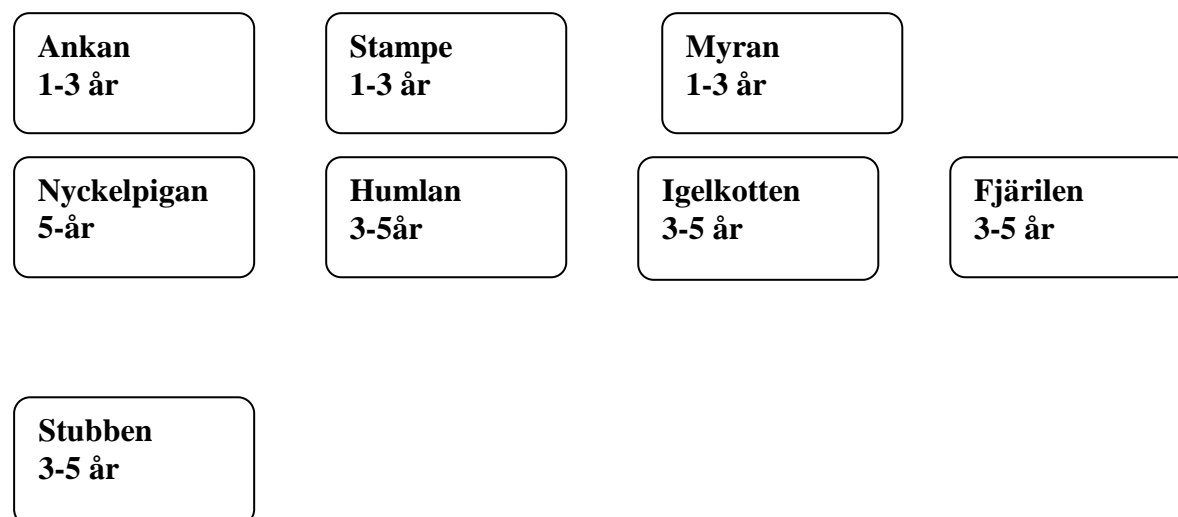 Ankan
1-3 år
Stampe
1-3 år
Myran
1-3 år
Nyckelpigan
5-år
Humlan
3-5år
Igelkotten
3-5 år
Fjärilen
3-5 år
Stubben
3-5 år